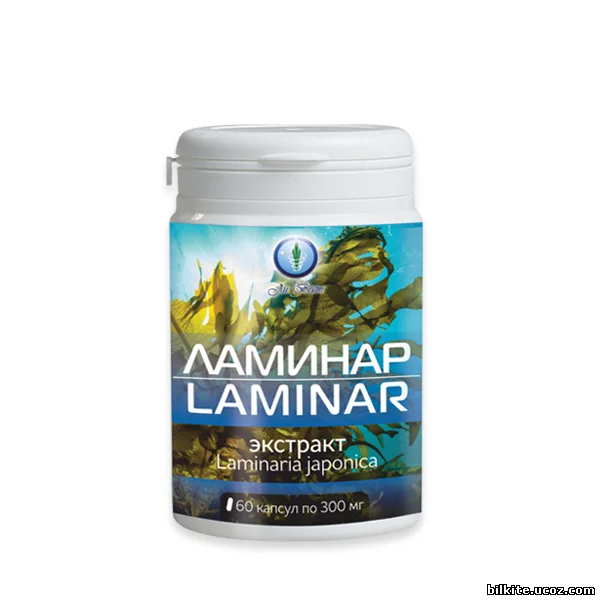 ЛАМИНАР
LAMINAR
экстракт
Laminaria japonica
60 капсул по 300 мг
bilkite.ucoz.com